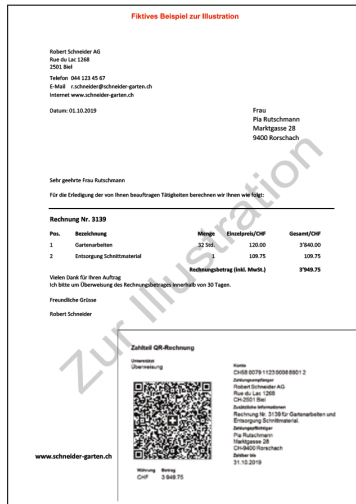 Fiktives Beispiel zur Illustration
Robert Schneider AG
Rue du Lac 1268
2501 Biel
Telefon 044 123 45 67
E-Mail r.schneider@schneider-garten.ch
Internet www.schneider-garten.ch
Datum: 01.10.2019
Frau
Pia Rutschmann
Marktgasse 28
9400 Rorschach
Sehr geehrte Frau Rutschmann
Für die Erledigung der von Ihnen beauftragten Tätigkeiten berechnen wir Ihnen wie folgt:
Rechnung Nr. 3139
Pos. Bezeichnung Menge Einzelpreis/CHF Gesamt/CHF
1 Gartenarbeiten 32 Std. 120.00 3'840.00
2 Entsorgung Schnittmaterial 1 109.75 109.75
Rechnungsbetrag (inkl. MwSt.) 3'949.75
Vielen Dank für Ihren Auftrag
Ich bitte um Überweisung des Rechnungsbetrages innerhalb von 30 Tagen.
Freundliche Grüsse
Robert Schneider
Zur Illustration
www.schneider-garten.ch
Zahlteil QR-Rechnung
Unterstützt
Überweisung
Währung Betrag
CHF 3 949.75
Konto
Zahlungsempfänger
Robert Schneider AG
Rue du Lac 1268
CH-2501 Biel
Zusätzliche Informationen
Rechnung Nr. 3139 für Gartenarbeiten und
Entsorgung Schnittmaterial.
Zahlungspflichtiger
Pia Rutschmann
Marktgasse 28
CH-9400 Rorschach
Zahlbar bis
31.10.2019